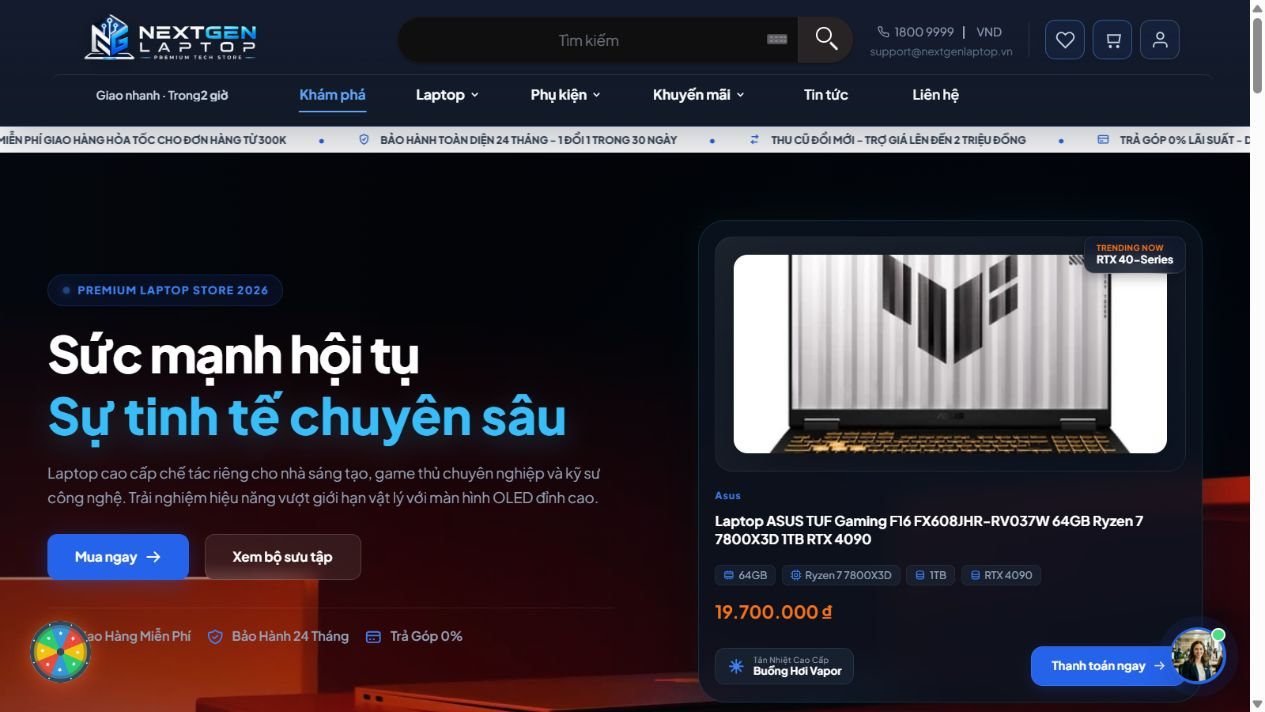 NEXTGEN
LAPTOP
PREMIUM TECH STORE
Tìm kiếm
1800 9999 | VND
support@nextgenlaptop.vn
Giao nhanh · Trong2 giờ
Khám phá
Laptop
Phụ kiện
Khuyến mãi
Tin tức
Liên hệ
MIỄN PHÍ GIAO HÀNG HỎA TỐC CHO ĐƠN HÀNG TỪ 300K
BẢO HÀNH TOÀN DIỆN 24 THÁNG – 1 ĐỔI 1 TRONG 30 NGÀY
THU CŨ ĐỔI MỚI – TRỢ GIÁ LÊN ĐẾN 2 TRIỆU ĐỒNG
TRẢ GÓP 0% LÃI SUẤT – D
PREMIUM LAPTOP STORE 2026
Sức mạnh hội tụ
Sự tinh tế chuyên sâu
Laptop cao cấp chế tác riêng cho nhà sáng tạo, game thủ chuyên nghiệp và kỹ sư
công nghệ. Trải nghiệm hiệu năng vượt giới hạn vật lý với màn hình OLED đỉnh cao.
Mua ngay
Xem bộ sưu tập
ao Hàng Miễn Phí
Bảo Hành 24 Tháng
Trả Góp 0%
TRENDING NOW
RTX 40-Series
ASUS
Asus
Laptop ASUS TUF Gaming F16 FX608JHR-RV037W 64GB Ryzen 7
7800X3D 1TB RTX 4090
64GB
Ryzen 7 7800X3D
1TB
RTX 4090
19.700.000 ₫
Tản Nhiệt Cao Cấp
Buồng Hơi Vapor
Thanh toán ngay